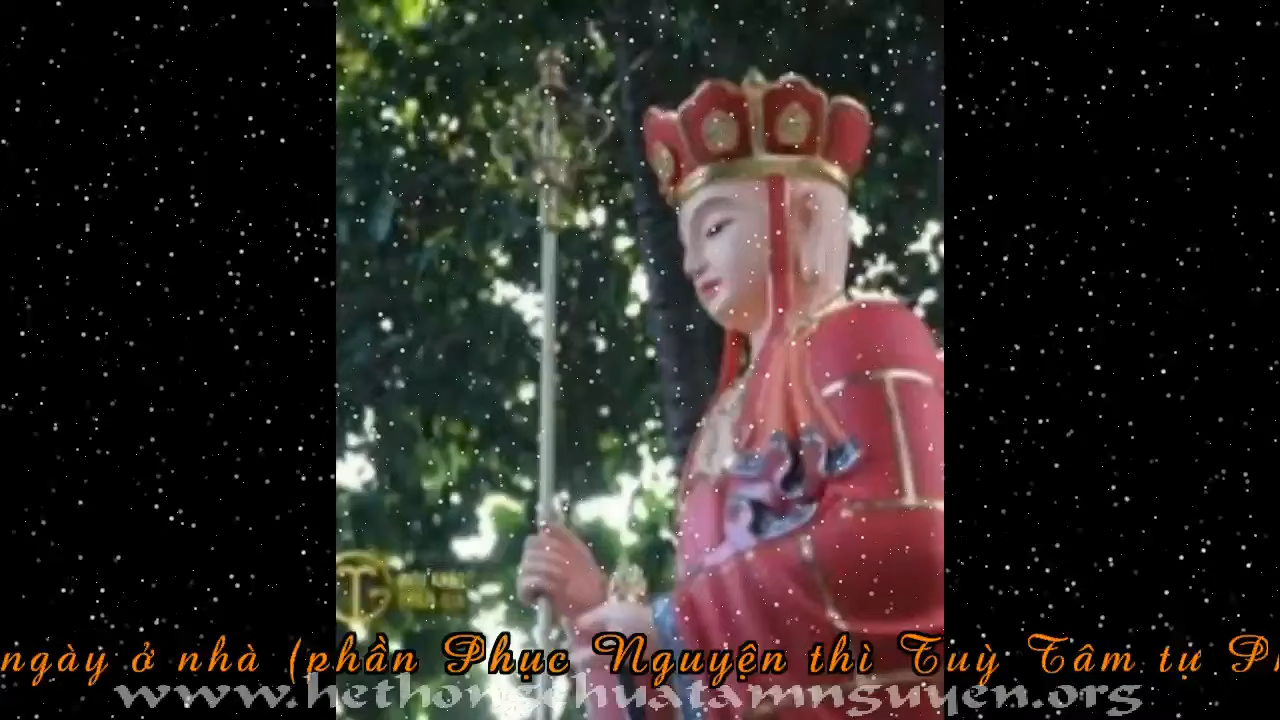 ngày ở nhà (phần Phục Nguyện thì Tuỳ Tâm tự
www.hethongchuatamnguyen.org